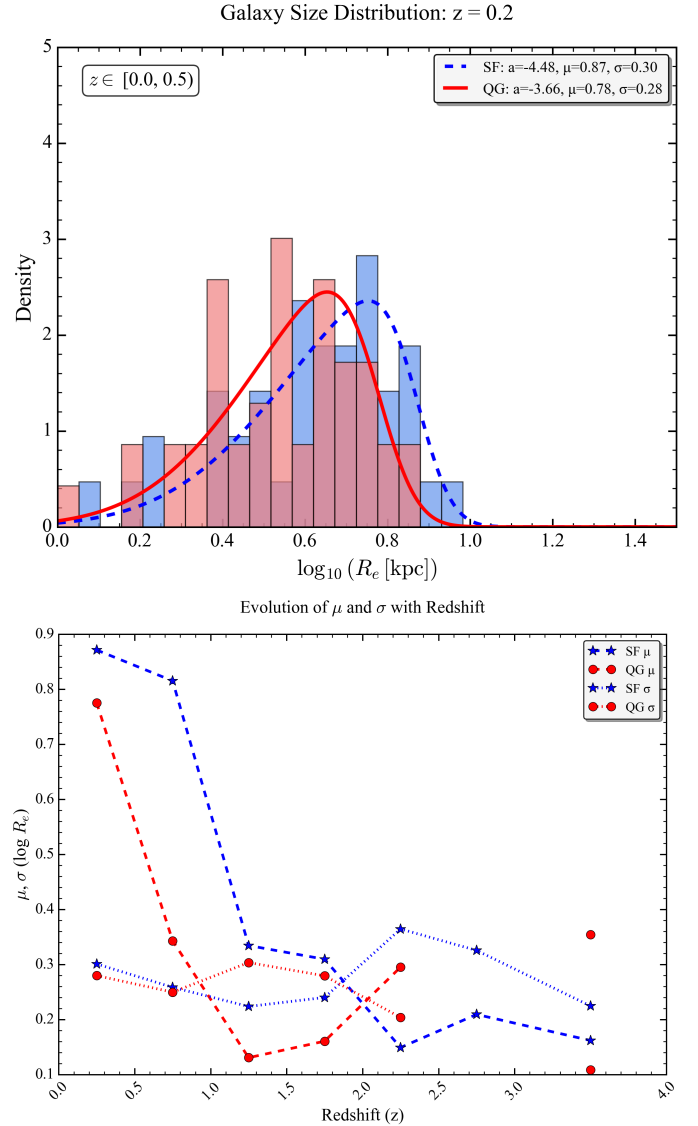 Galaxy Size Distribution: z = 0.2
z ∈ [0.0, 0.5)
SF: a=-4.48, μ=0.87, σ=0.30
QG: a=-3.66, μ=0.78, σ=0.28
Density
5
4
3
2
1
0
0.0 0.2 0.4 0.6 0.8 1.0 1.2 1.4
log₁₀ (Rₑ [kpc])
Evolution of μ and σ with Redshift
SF μ
QG μ
SF σ
QG σ
μ, σ (log Rₑ)
0.9
0.8
0.7
0.6
0.5
0.4
0.3
0.2
0.1
0.0 0.5 1.0 1.5 2.0 2.5 3.0 3.5 4.0
Redshift (z)